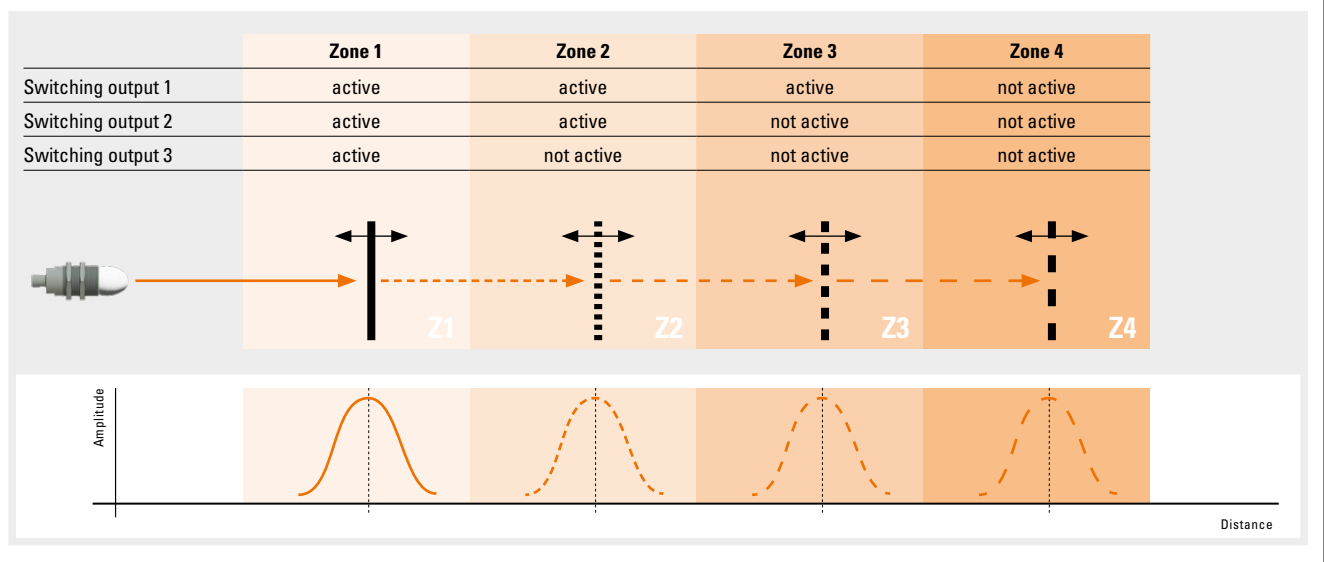 Zone 1 Zone 2 Zone 3 Zone 4
Switching output 1 active active active not active
Switching output 2 active active not active not active
Switching output 3 active not active not active not active
Z1 Z2 Z3 Z4
Amplitude
Distance